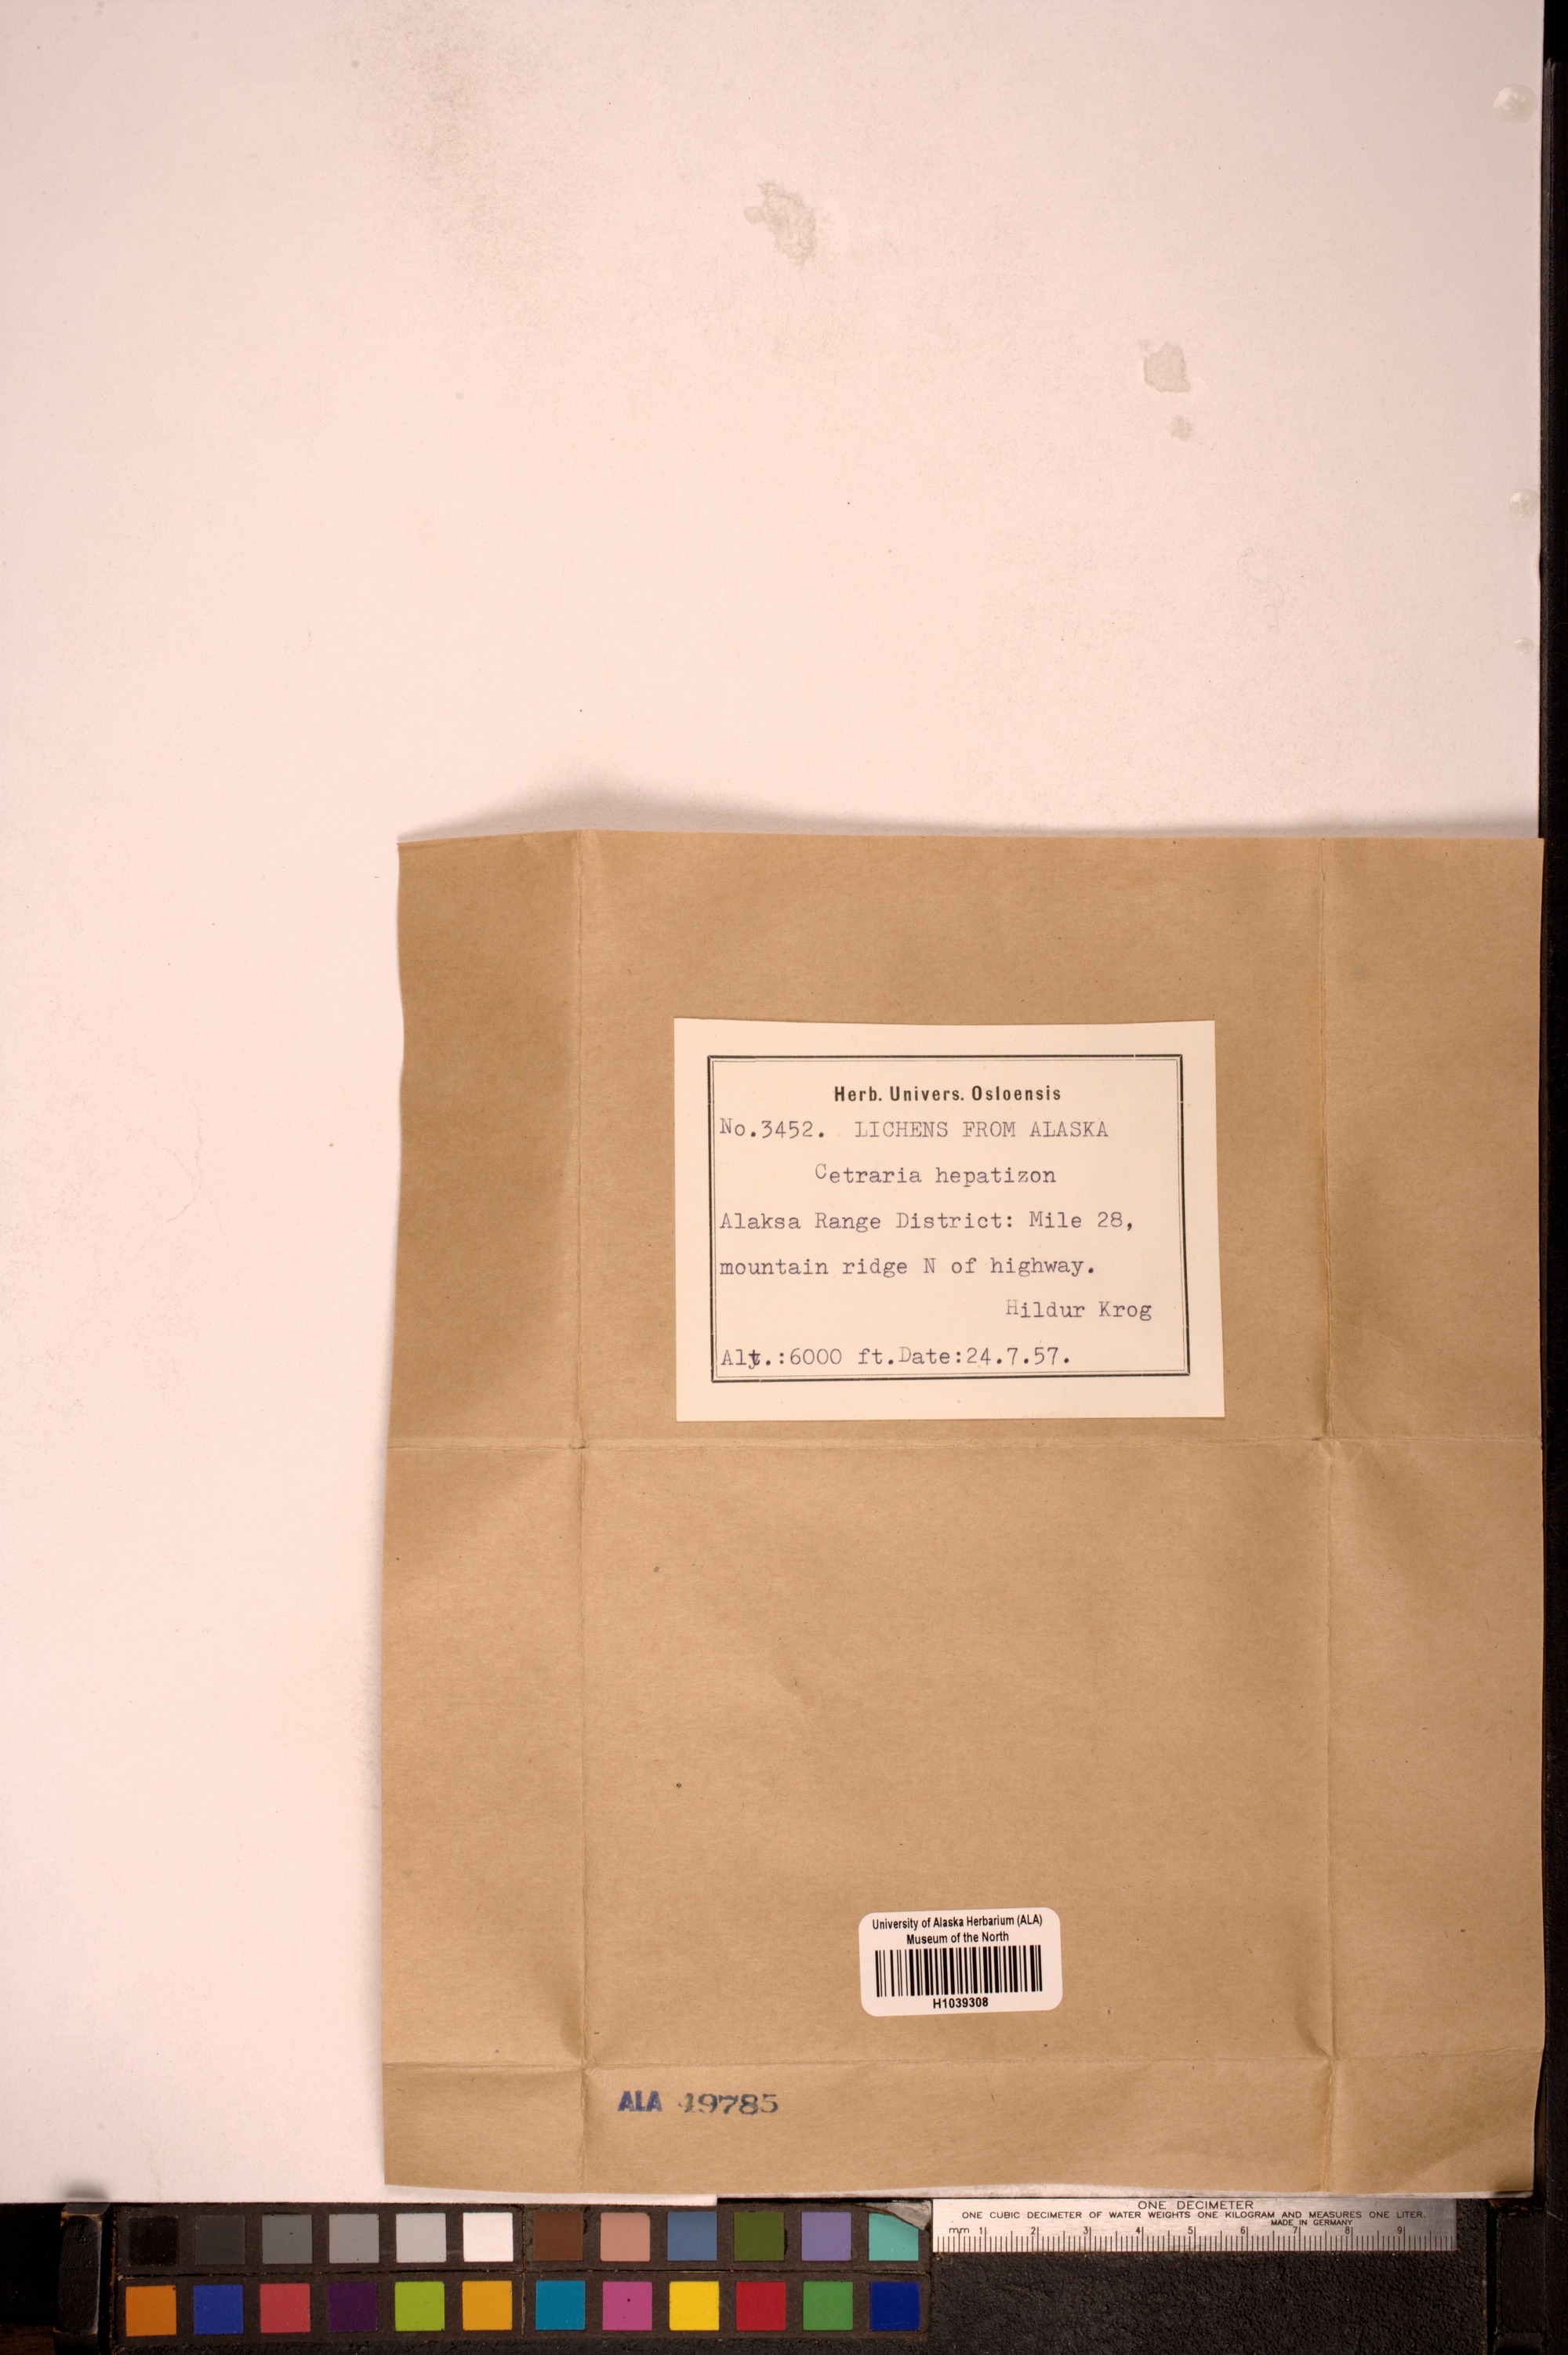 Herb. Univers. Osloensis
No.3452. LICHENS FROM ALASKA
Cetraria hepatizon
Alaksa Range District: Mile 28,
mountain ridge N of highway.
Hildur Krog
Alt.:6000 ft.Date:24.7.57.
University of Alaska Herbarium (ALA)
Museum of the North
H1039308
ALA 49785
ONE DECIMETER
ONE CUBIC DECIMETER OF WATER WEIGHTS ONE KILOGRAM AND MEASURES ONE LITER.
MADE IN GERMANY
mm 1 2 3 4 5 6 7 8 9